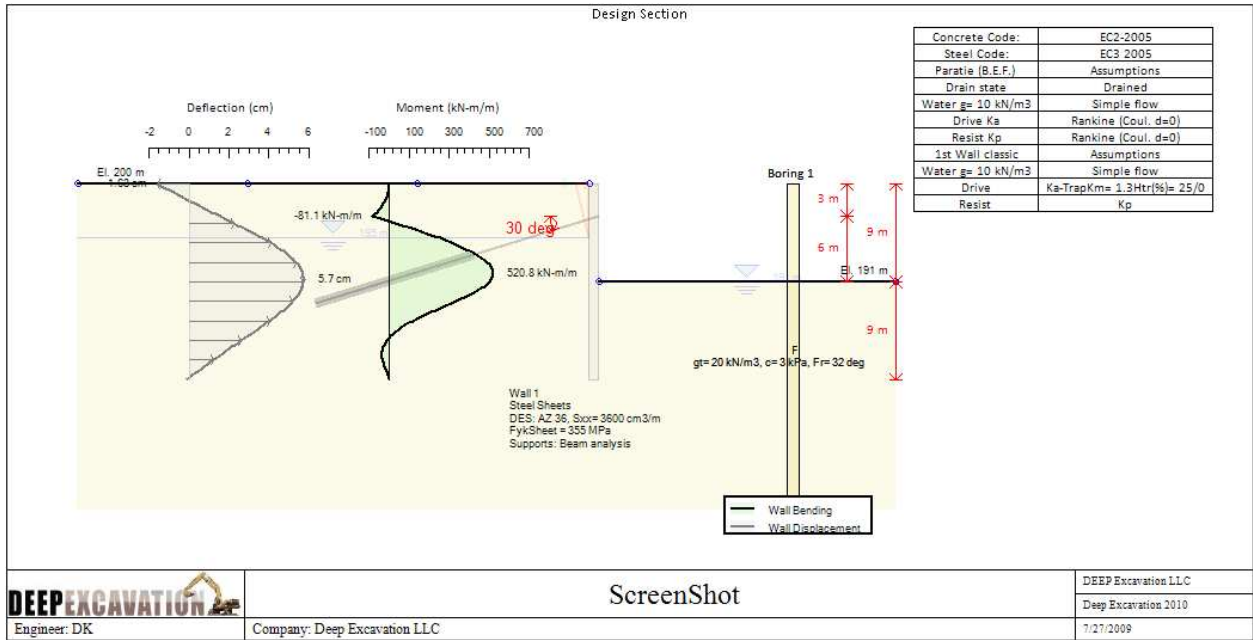 Design Section
Concrete Code: EC2-2005
Steel Code: EC3 2005
Paratie (B.E.F.) Assumptions
Drain state Drained
Water g= 10 kN/m3 Simple flow
Drive Ka Rankine (Coul. d=0)
Resist Kp Rankine (Coul. d=0)
1st Wall classic Assumptions
Water g= 10 kN/m3 Simple flow
Drive Ka-TrapKm= 1.3Htr(%)= 25/0
Resist Kp
Deflection (cm)
-2 0 2 4 6
Moment (kN-m/m)
-100 100 300 500 700
El. 200 m
Boring 1
3 m
-81.1 kN-m/m
30 deg
6 m
9 m
5.7 cm
520.8 kN-m/m
El. 191 m
9 m
F
gt= 20 kN/m3, c= 3 kPa, Fr= 32 deg
Wall 1
Steel Sheets
DES: AZ 36, Sxx= 3600 cm3/m
FykSheet = 355 MPa
Supports: Beam analysis
Wall Bending
Wall Displacement
DEEP EXCAVATION
ScreenShot
DEEP Excavation LLC
Deep Excavation 2010
Engineer: DK
Company: Deep Excavation LLC
7/27/2009